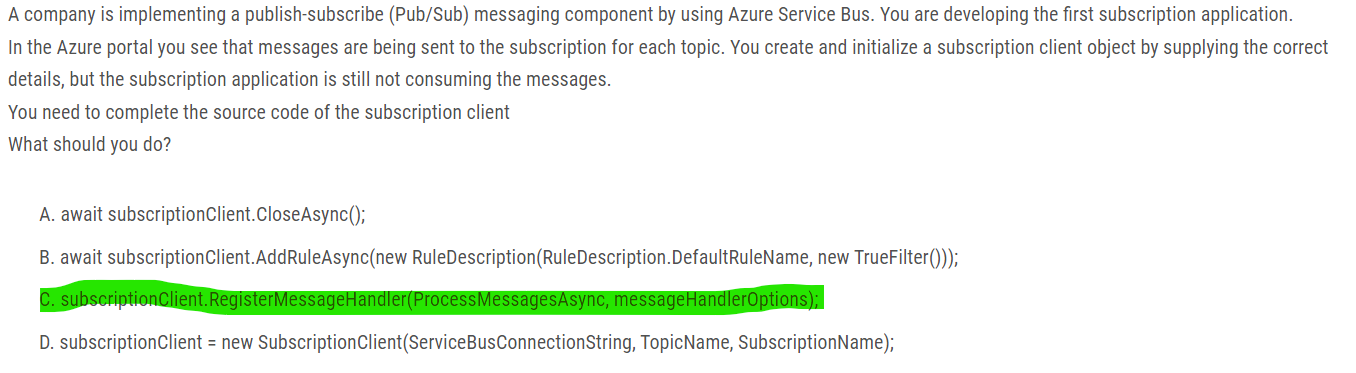 A company is implementing a publish-subscribe (Pub/Sub) messaging component by using Azure Service Bus. You are developing the first subscription application.
In the Azure portal you see that messages are being sent to the subscription for each topic. You create and initialize a subscription client object by supplying the correct
details, but the subscription application is still not consuming the messages.
You need to complete the source code of the subscription client
What should you do?
A. await subscriptionClient.CloseAsync();
B. await subscriptionClient.AddRuleAsync(new RuleDescription(RuleDescription.DefaultRuleName, new TrueFilter()));
C. subscriptionClient.RegisterMessageHandler(ProcessMessagesAsync, messageHandlerOptions);
D. subscriptionClient = new SubscriptionClient(ServiceBusConnectionString, TopicName, SubscriptionName);